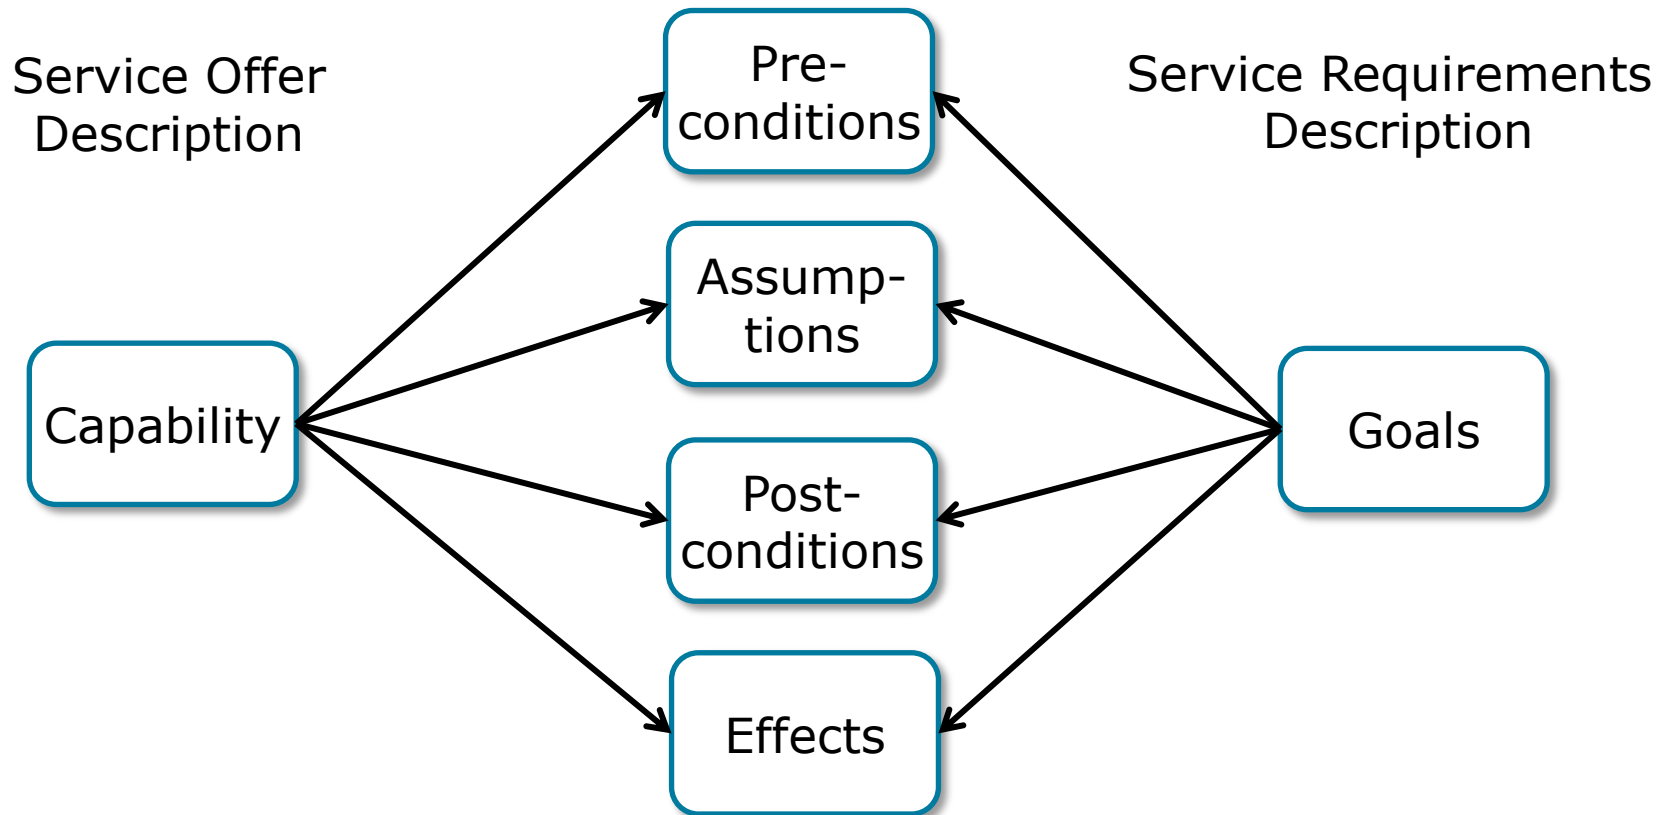 Service Offer
Description
Pre-
conditions
Service Requirements
Description
Assump-
tions
Capability
Goals
Post-
conditions
Effects